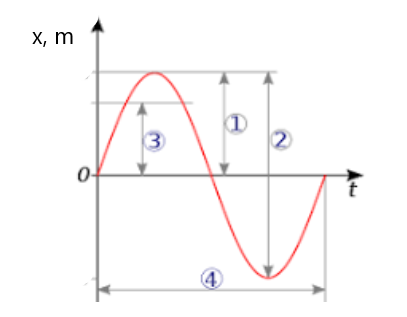 x, m
①
②
③
0
t
④